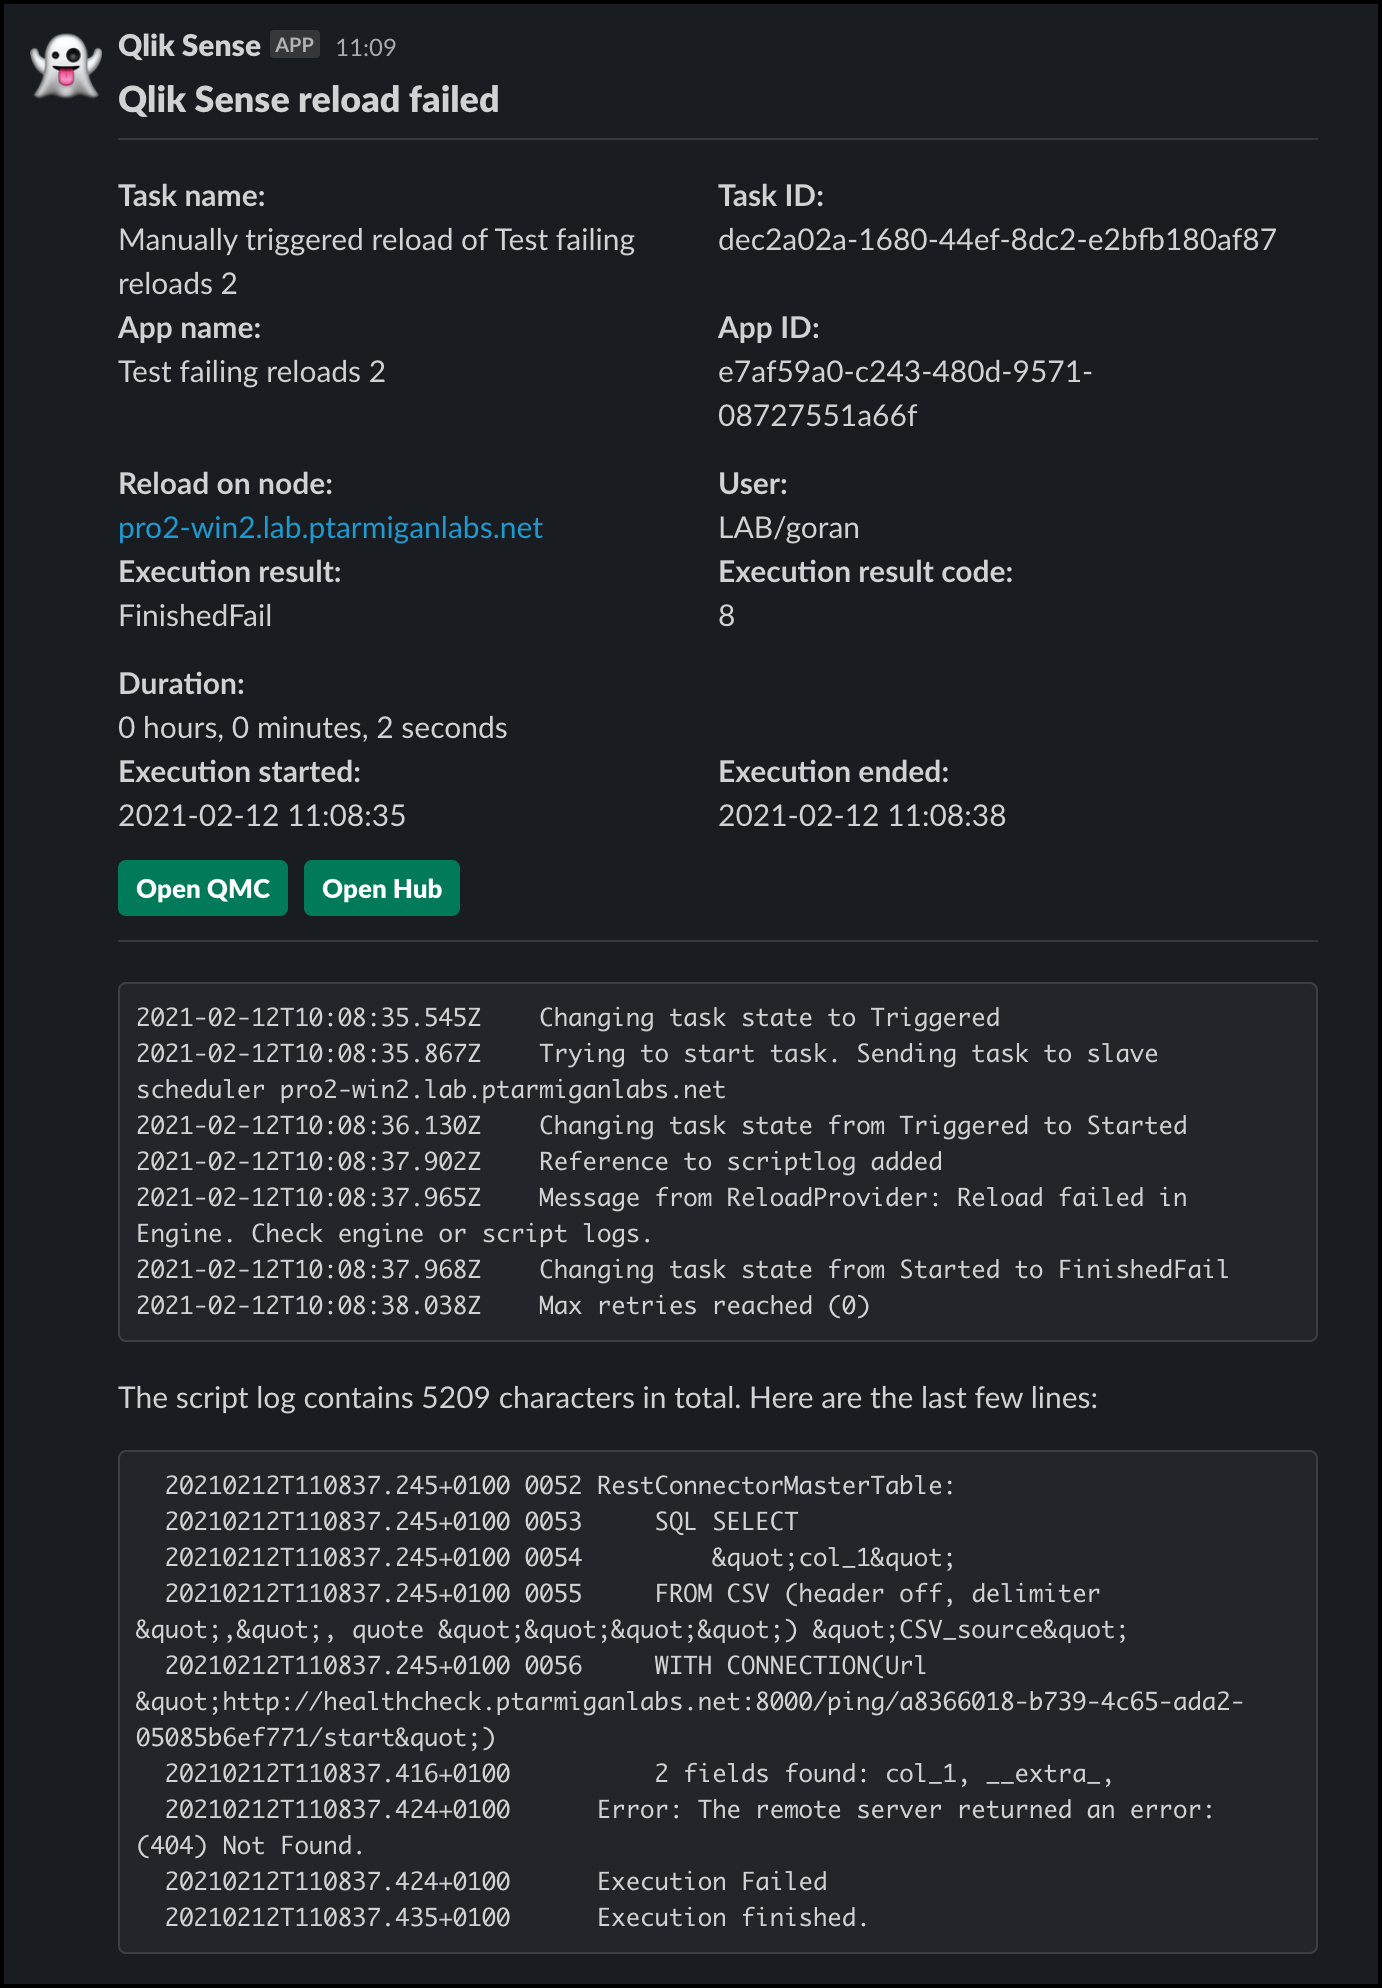 Qlik Sense APP 11:09
Qlik Sense reload failed
Task name:
Manually triggered reload of Test failing
reloads 2
Task ID:
dec2a02a-1680-44ef-8dc2-e2bfb180af87
App name:
Test failing reloads 2
App ID:
e7af59a0-c243-480d-9571-
08727551a66f
Reload on node:
pro2-win2.lab.ptarmiganlabs.net
User:
LAB/goran
Execution result:
FinishedFail
Execution result code:
8
Duration:
0 hours, 0 minutes, 2 seconds
Execution started:
2021-02-12 11:08:35
Execution ended:
2021-02-12 11:08:38
Open QMC
Open Hub
2021-02-12T10:08:35.545Z    Changing task state to Triggered
2021-02-12T10:08:35.867Z    Trying to start task. Sending task to slave
scheduler pro2-win2.lab.ptarmiganlabs.net
2021-02-12T10:08:36.130Z    Changing task state from Triggered to Started
2021-02-12T10:08:37.902Z    Reference to scriptlog added
2021-02-12T10:08:37.965Z    Message from ReloadProvider: Reload failed in
Engine. Check engine or script logs.
2021-02-12T10:08:37.968Z    Changing task state from Started to FinishedFail
2021-02-12T10:08:38.038Z    Max retries reached (0)
The script log contains 5209 characters in total. Here are the last few lines:
20210212T110837.245+0100 0052 RestConnectorMasterTable:
20210212T110837.245+0100 0053     SQL SELECT
20210212T110837.245+0100 0054         &quot;col_1&quot;
20210212T110837.245+0100 0055     FROM CSV (header off, delimiter
&quot;,&quot;, quote &quot;&quot;&quot;&quot;) &quot;CSV_source&quot;
20210212T110837.245+0100 0056     WITH CONNECTION(Url
&quot;http://healthcheck.ptarmiganlabs.net:8000/ping/a8366018-b739-4c65-ada2-
05085b6ef771/start&quot;)
20210212T110837.416+0100          2 fields found: col_1, __extra_,
20210212T110837.424+0100      Error: The remote server returned an error:
(404) Not Found.
20210212T110837.424+0100      Execution Failed
20210212T110837.435+0100      Execution finished.